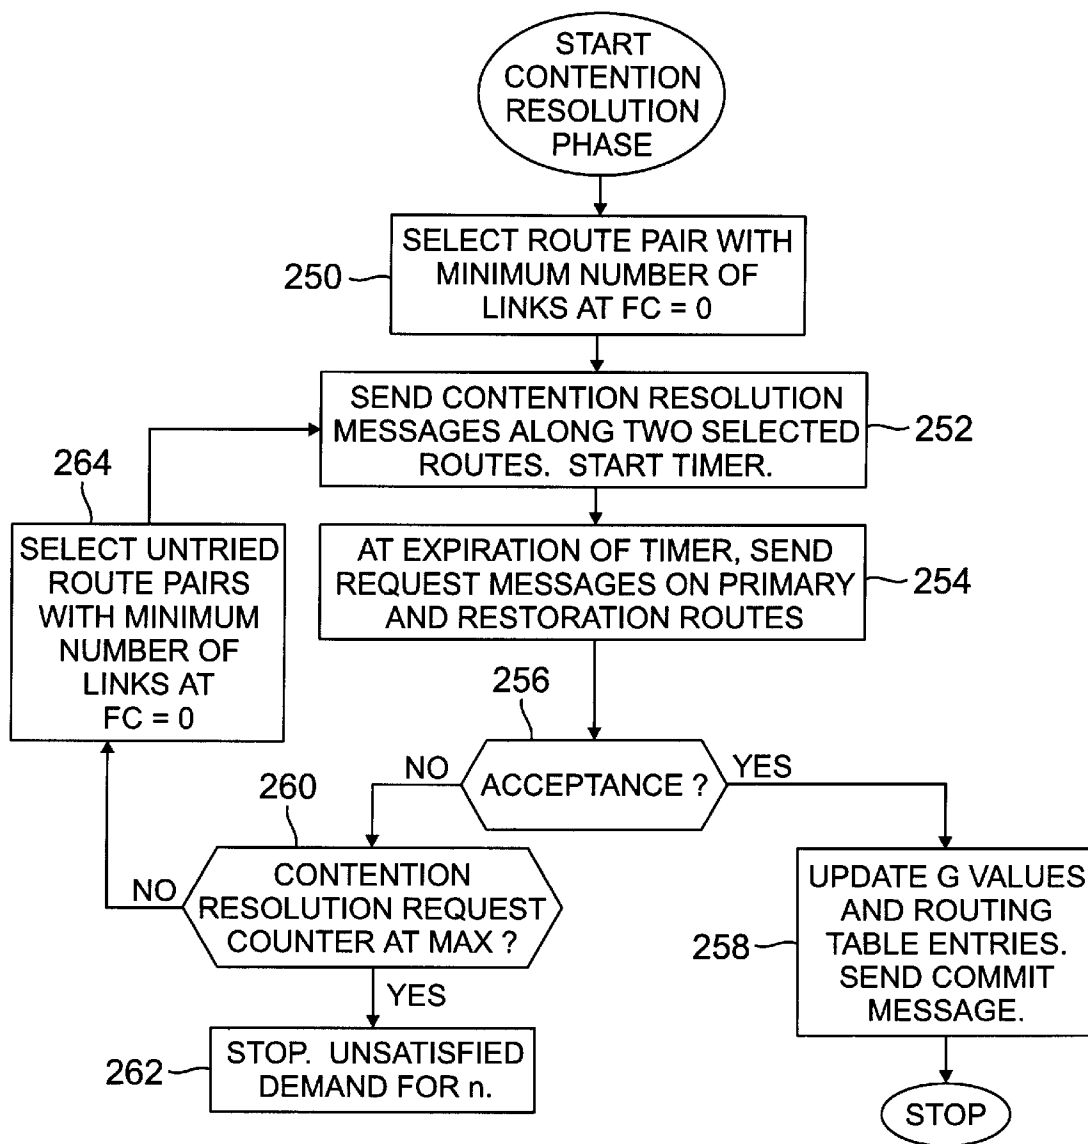 START
CONTENTION
RESOLUTION
PHASE
250
SELECT ROUTE PAIR WITH
MINIMUM NUMBER OF
LINKS AT FC = 0
SEND CONTENTION RESOLUTION
MESSAGES ALONG TWO SELECTED
ROUTES. START TIMER.
252
264
SELECT UNTRIED
ROUTE PAIRS
WITH MINIMUM
NUMBER OF
LINKS AT
FC = 0
AT EXPIRATION OF TIMER, SEND
REQUEST MESSAGES ON PRIMARY
AND RESTORATION ROUTES
254
256
NO
ACCEPTANCE ?
YES
260
NO
CONTENTION
RESOLUTION REQUEST
COUNTER AT MAX ?
YES
258
UPDATE G VALUES
AND ROUTING
TABLE ENTRIES.
SEND COMMIT
MESSAGE.
262
STOP. UNSATISFIED
DEMAND FOR n.
STOP